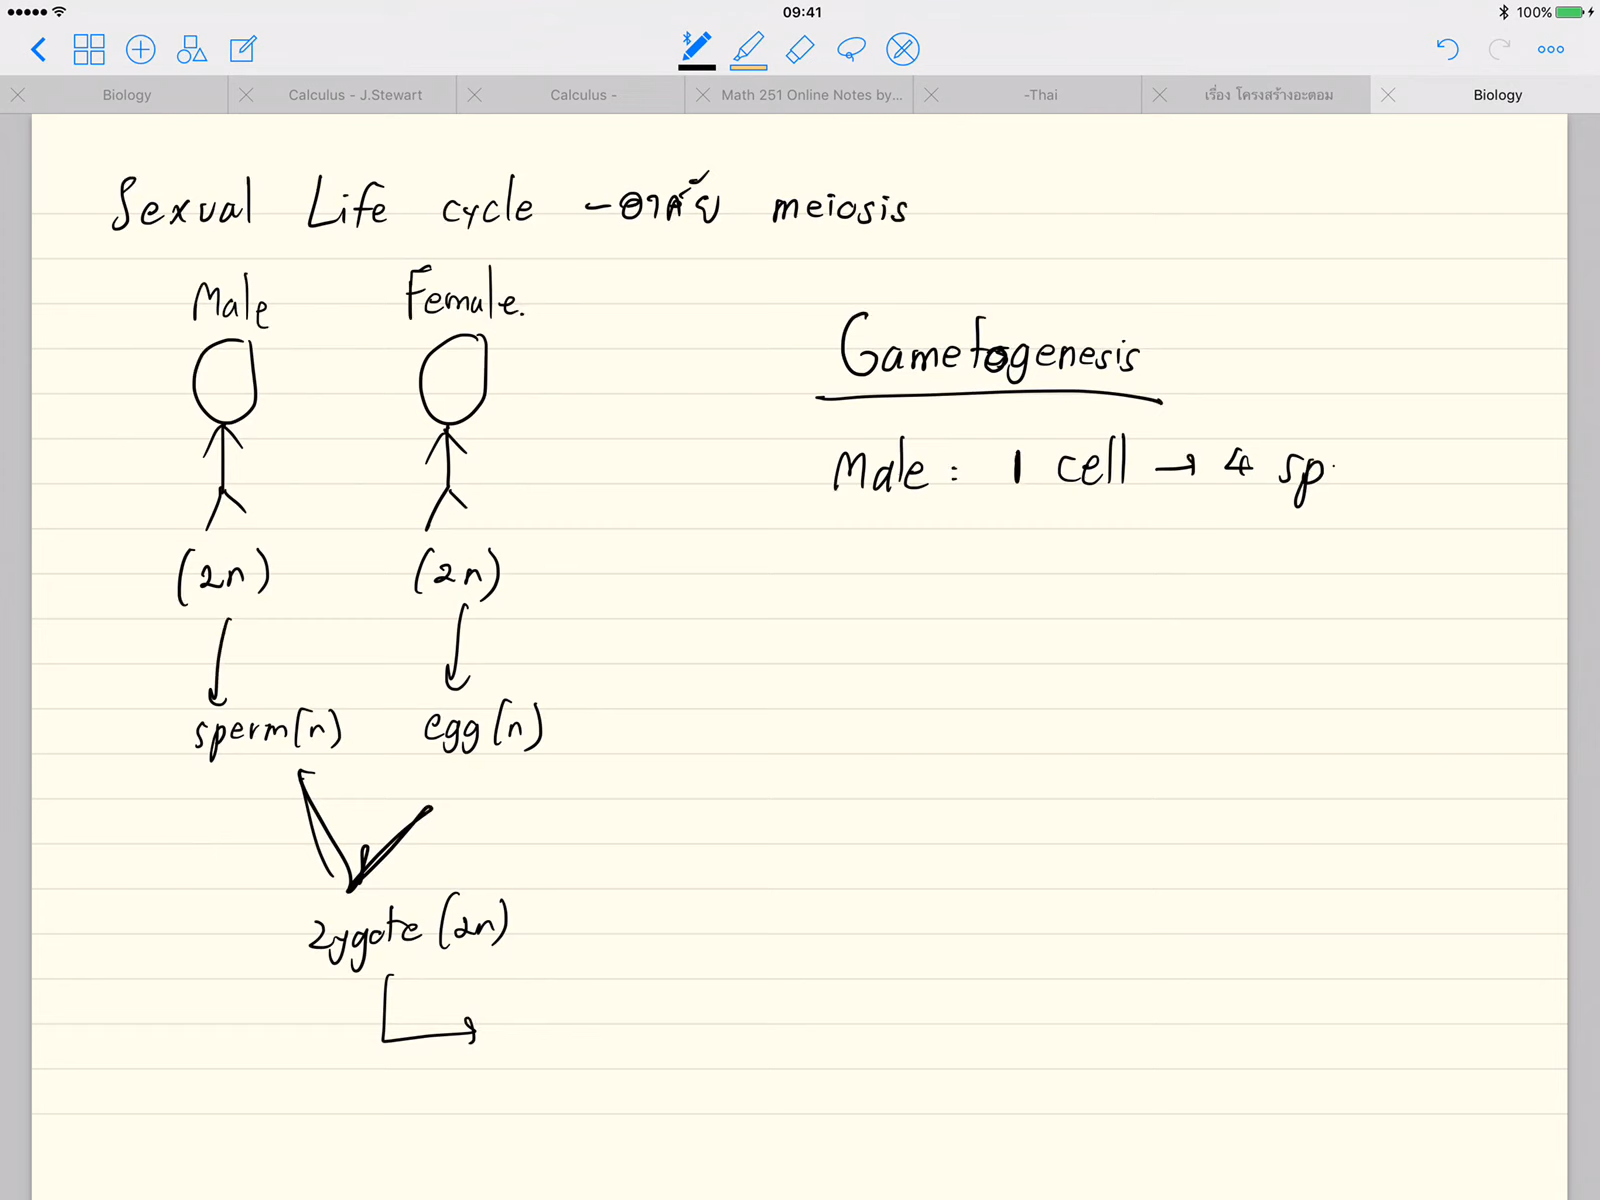 09:41
100%
Biology
Calculus - J.Stewart
Calculus -
Math 251 Online Notes by...
-Thai
เรื่อง โครงสร้างอะตอม
Biology
Sexual Life cycle - อาศัย meiosis
Male
Female.
(2n)
(2n)
sperm(n)
egg(n)
Zygote (2n)
Gametogenesis
Male : 1 cell → 4 sp